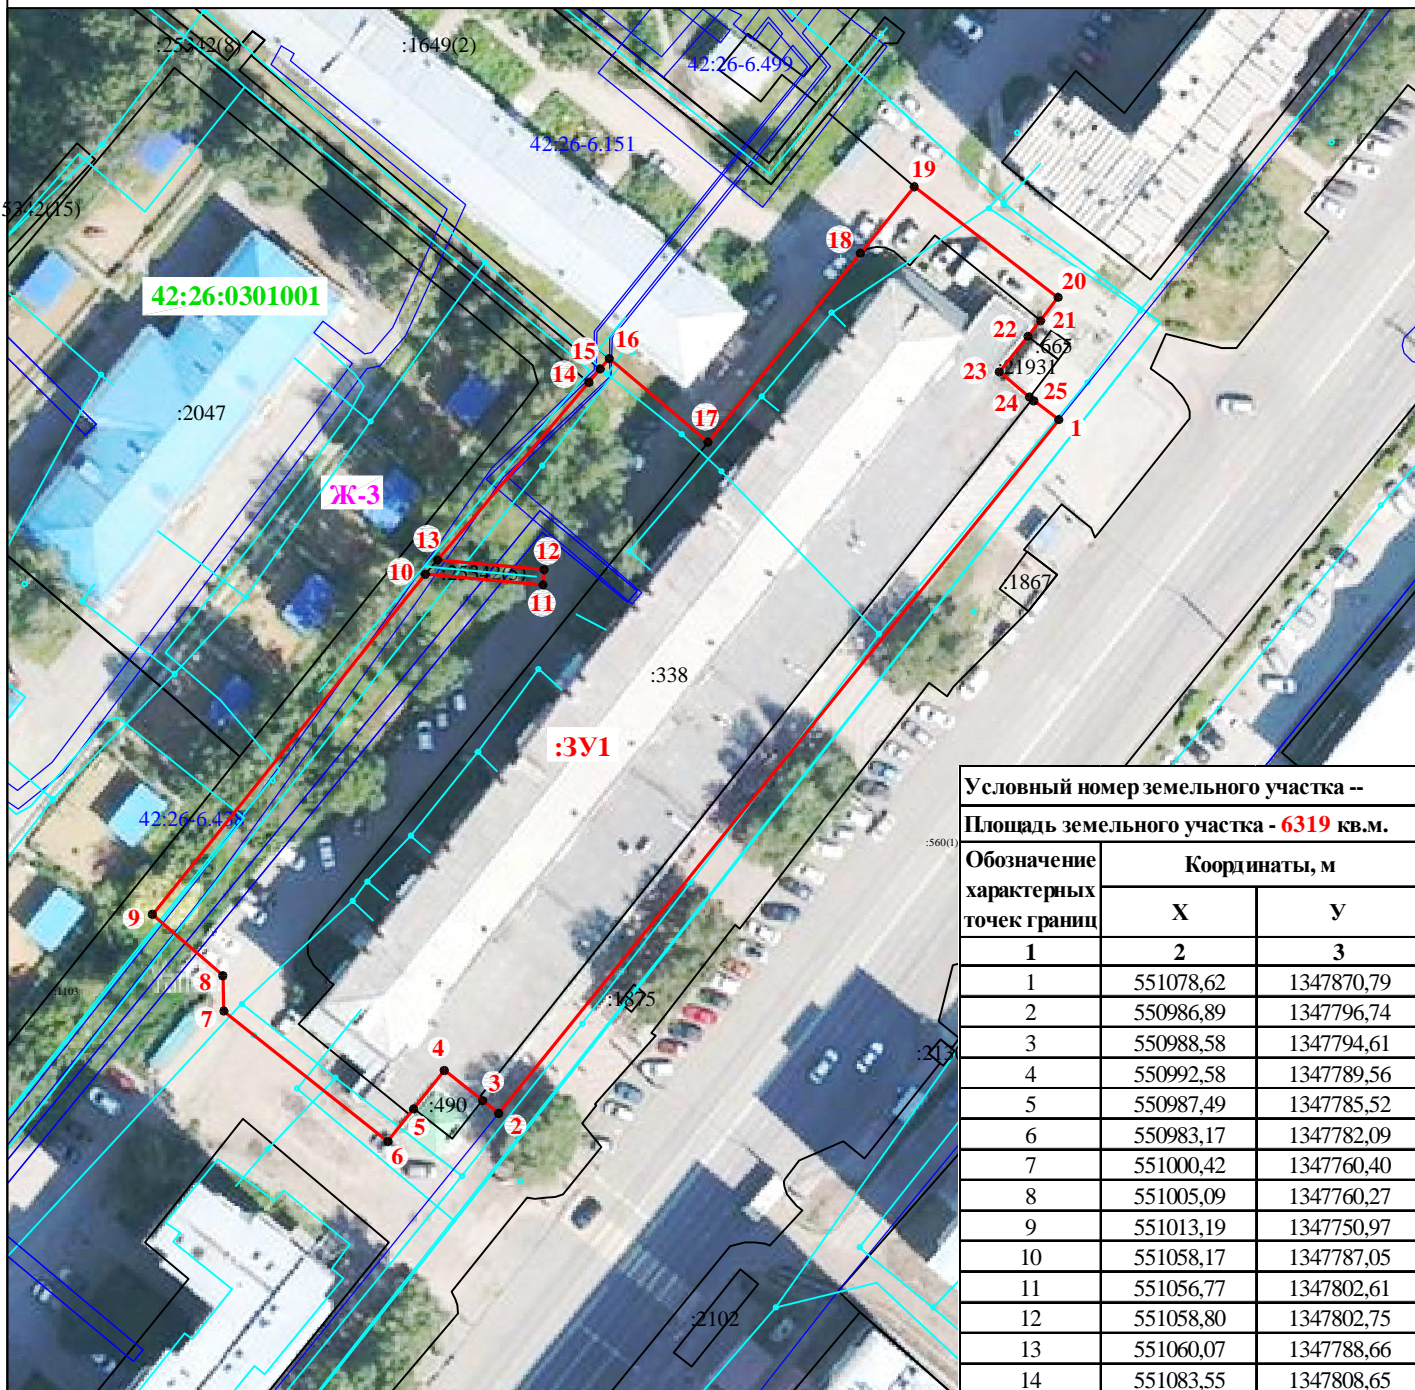 :25342(8)
:1649(2)
42:26-6.499
42:26-6.151
5342(15)
19
18
42:26:0301001
20
21
22
:665
16
15
14
:21931
23
25
24
1
:2047
17
Ж-3
13
12
10
11
:1867
:338
:ЗУ1
42:26-6.438
:560(1)
9
8
:1103
7
:1875
:213
4
3
:490
5
2
6
:2102
Условный номер земельного участка --
Площадь земельного участка - 6319 кв.м.
Обозначение характерных точек границ Координаты, м
X У
1 2 3
1 551078,62 1347870,79
2 550986,89 1347796,74
3 550988,58 1347794,61
4 550992,58 1347789,56
5 550987,49 1347785,52
6 550983,17 1347782,09
7 551000,42 1347760,40
8 551005,09 1347760,27
9 551013,19 1347750,97
10 551058,17 1347787,05
11 551056,77 1347802,61
12 551058,80 1347802,75
13 551060,07 1347788,66
14 551083,55 1347808,65